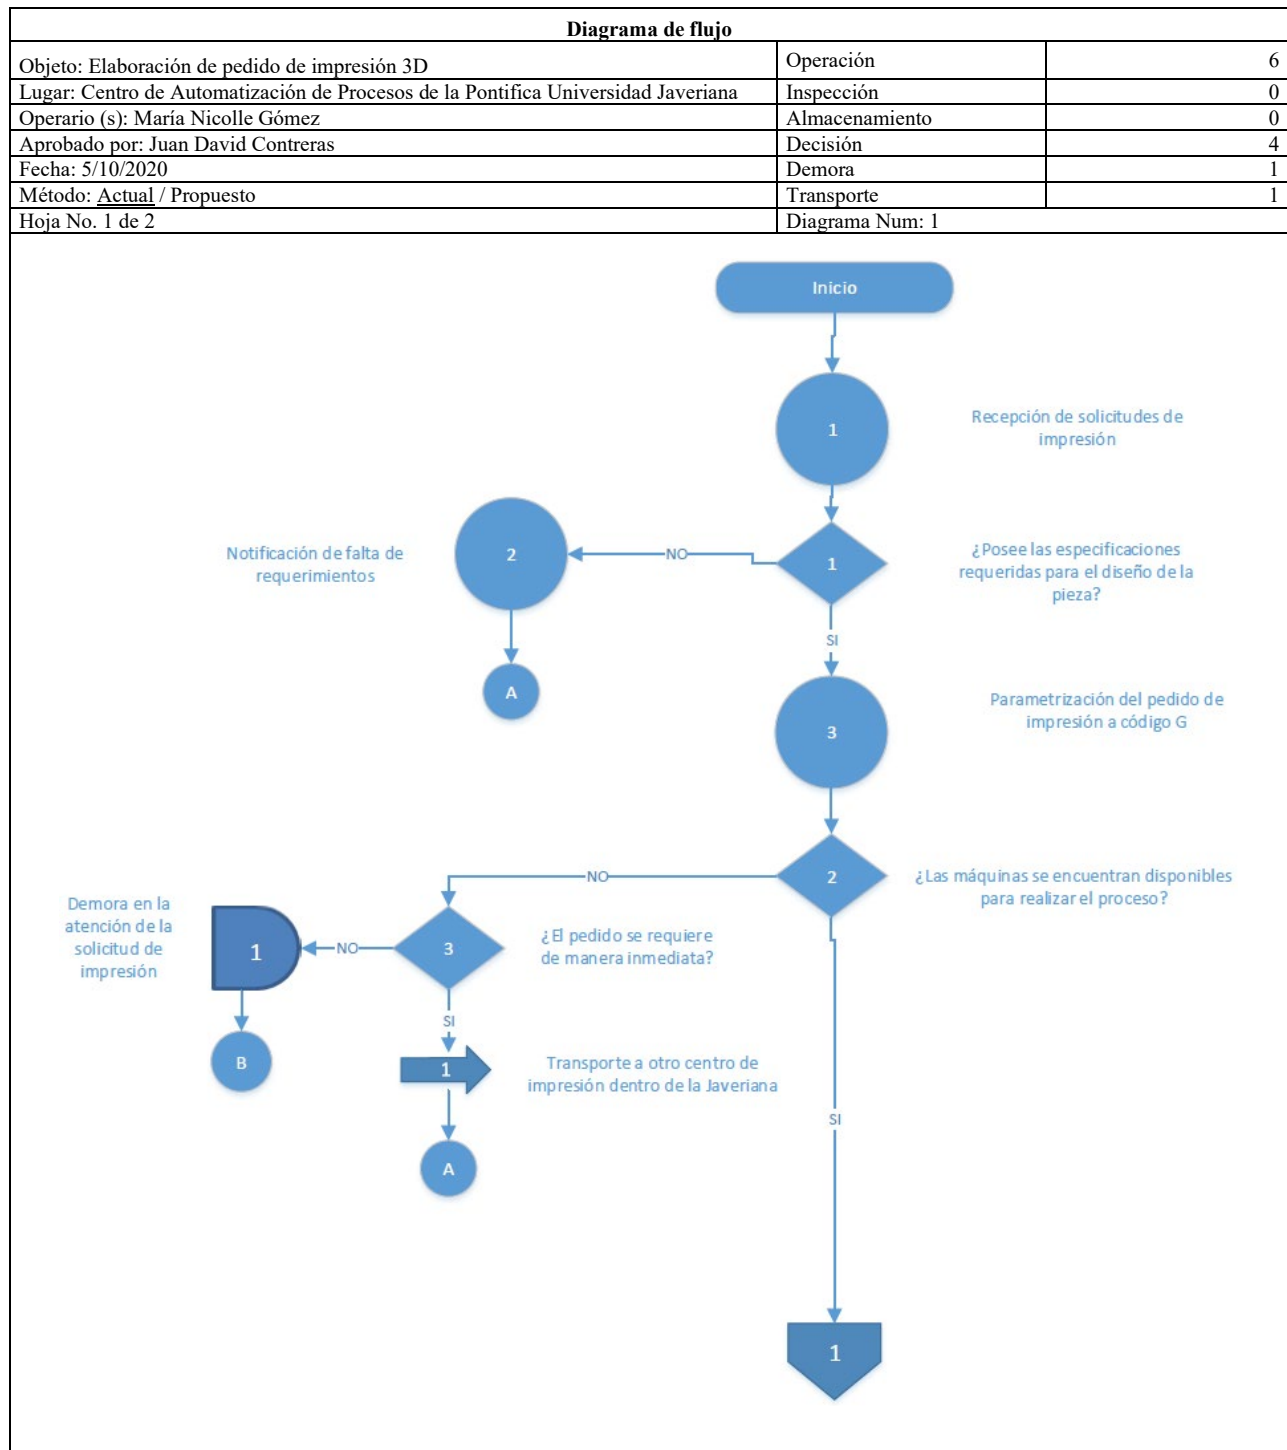 Diagrama de flujo
Objeto: Elaboración de pedido de impresión 3D
Operación 6
Lugar: Centro de Automatización de Procesos de la Pontifica Universidad Javeriana
Inspección 0
Operario (s): María Nicolle Gómez
Almacenamiento 0
Aprobado por: Juan David Contreras
Decisión 4
Fecha: 5/10/2020
Demora 1
Método: Actual / Propuesto
Transporte 1
Hoja No. 1 de 2
Diagrama Num: 1
Inicio
1
Recepción de solicitudes de
impresión
Notificación de falta de
requerimientos
2
NO
1
¿Posee las especificaciones
requeridas para el diseño de la
pieza?
SI
A
3
Parametrización del pedido de
impresión a código G
NO
2
¿Las máquinas se encuentran disponibles
para realizar el proceso?
Demora en la
atención de la
solicitud de
impresión
1
NO
3
¿El pedido se requiere
de manera inmediata?
SI
B
1
Transporte a otro centro de
impresión dentro de la Javeriana
SI
A
1